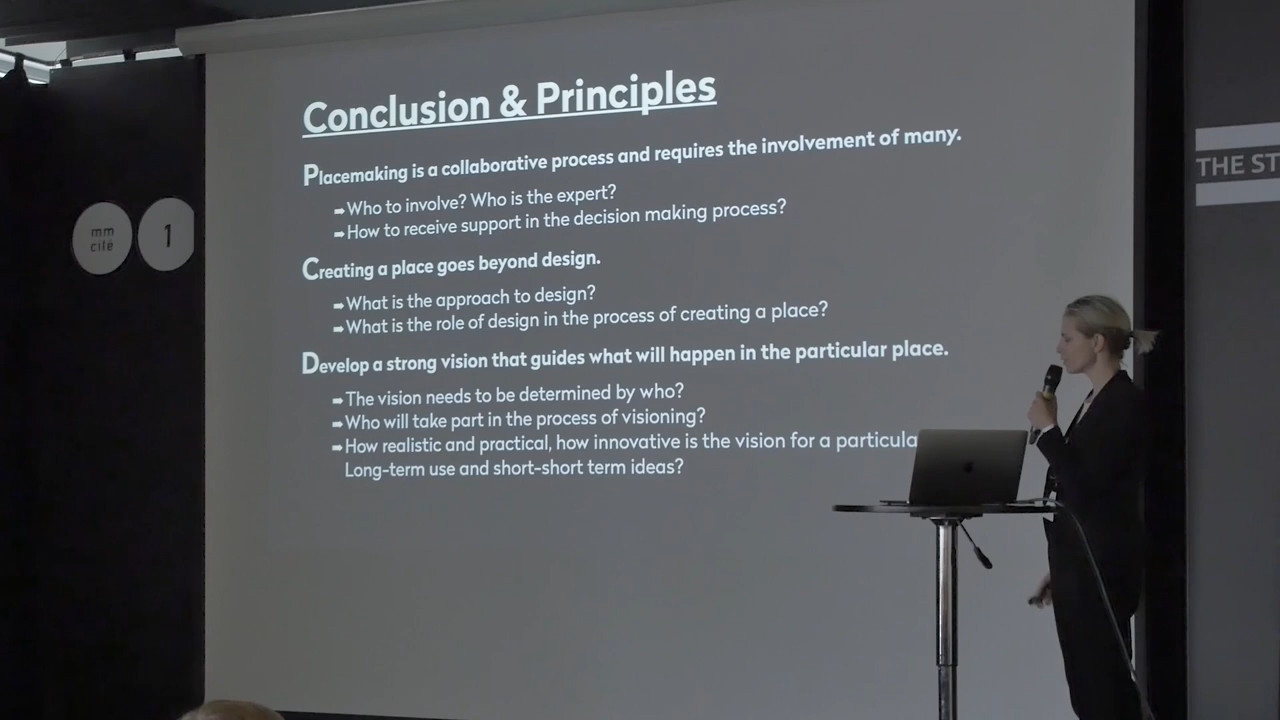 Conclusion & Principles
Placemaking is a collaborative process and requires the involvement of many.
➡Who to involve? Who is the expert?
➡How to receive support in the decision making process?
Creating a place goes beyond design.
➡What is the approach to design?
➡What is the role of design in the process of creating a place?
Develop a strong vision that guides what will happen in the particular place.
➡The vision needs to be determined by who?
➡Who will take part in the process of visioning?
➡How realistic and practical, how innovative is the vision for a particula
Long-term use and short-short term ideas?
mm
cité
1
THE ST